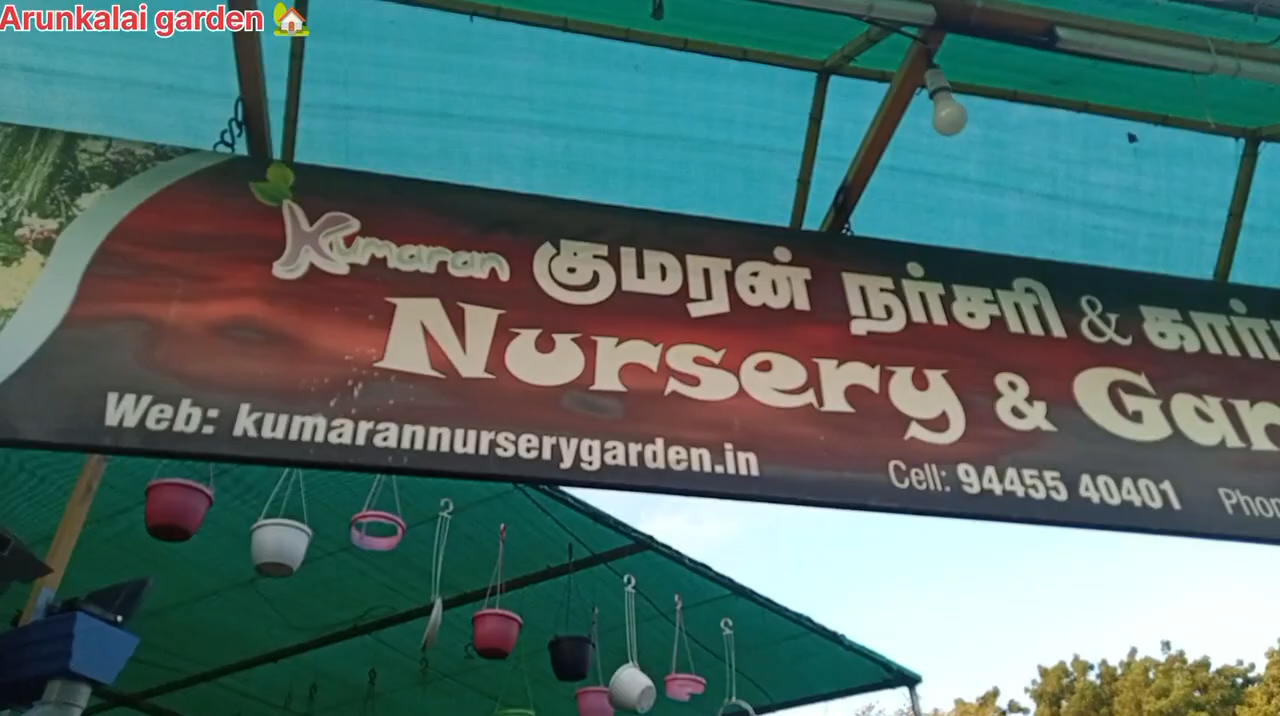 Arunkalai garden 🏡
Kumaran குமரன் நர்சரி &
Nursery &
Web: kumarannurserygarden.in
Cell: 94455 40401